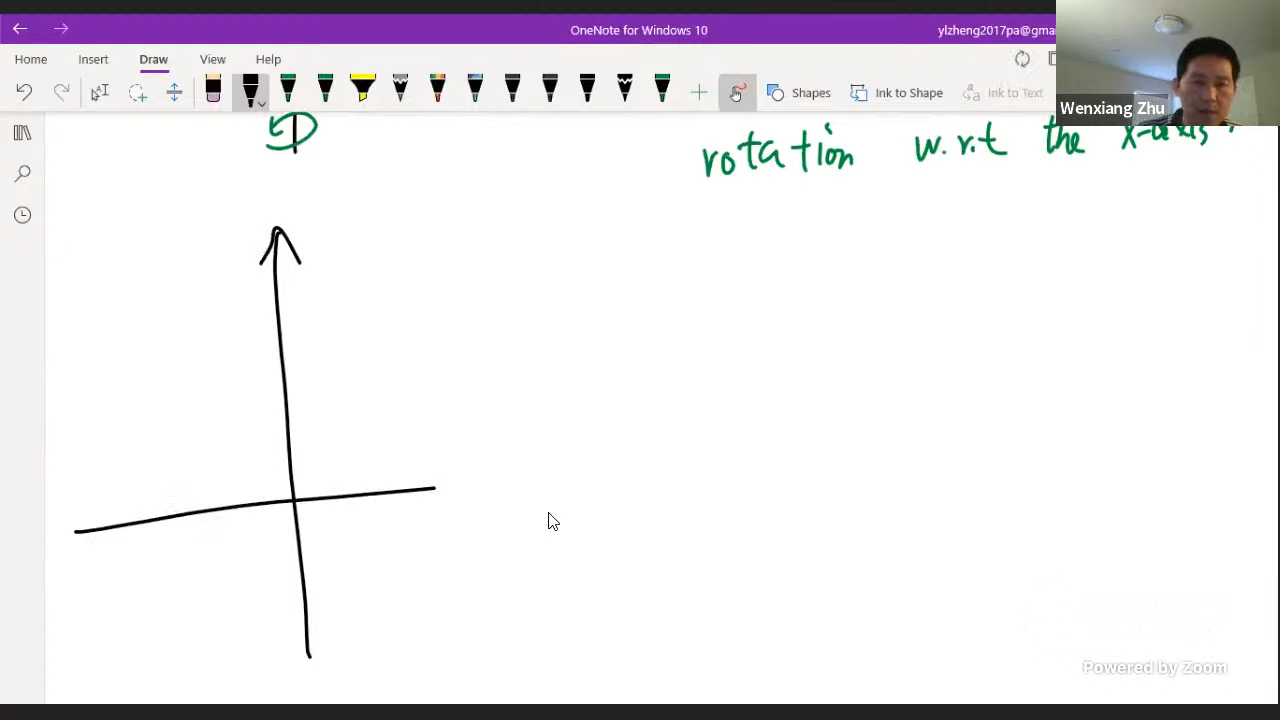 OneNote for Windows 10
ylzheng2017pa@gma
Home Insert Draw View Help
Shapes Ink to Shape Ink to Text
Wenxiang Zhu
rotation w.r.t the x-axis.
Powered by Zoom